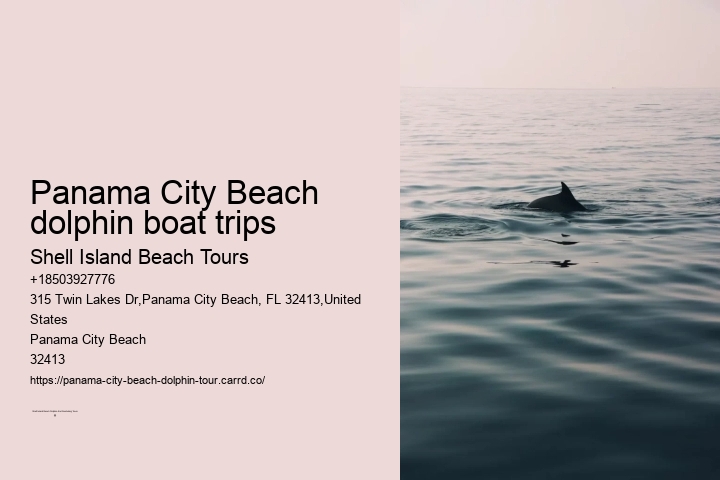 Panama City Beach
dolphin boat trips
Shell Island Beach Tours
+18503927776
315 Twin Lakes Dr,Panama City Beach, FL 32413,United
States
Panama City Beach
32413
https://panama-city-beach-dolphin-tour.carrd.co/